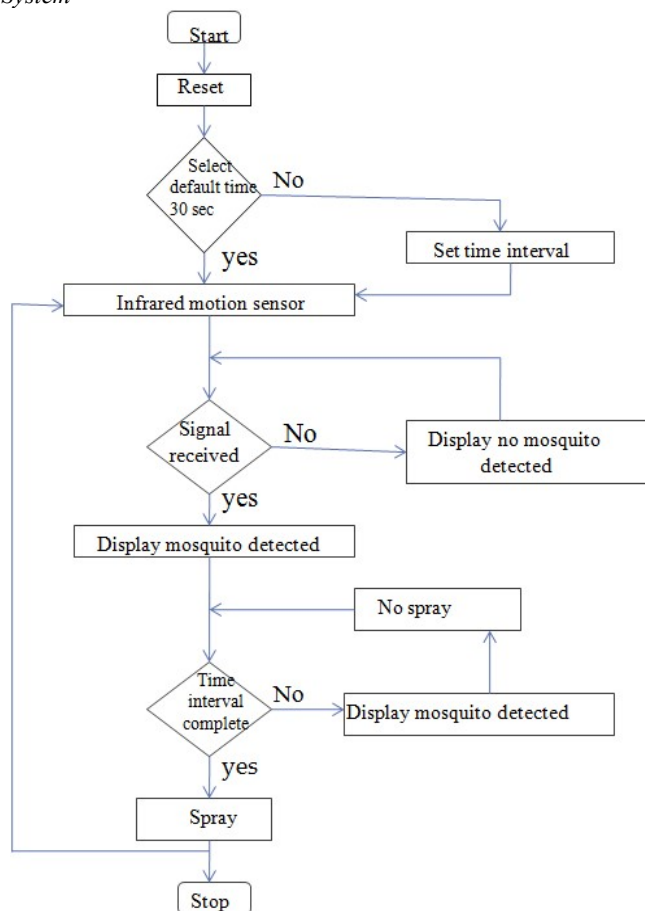 System
Start
Reset
Select
default time
30 sec
No
yes
Set time interval
Infrared motion sensor
Signal
received
No
Display no mosquito
detected
yes
Display mosquito detected
No spray
Time
interval
complete
No
Display mosquito detected
yes
Spray
Stop